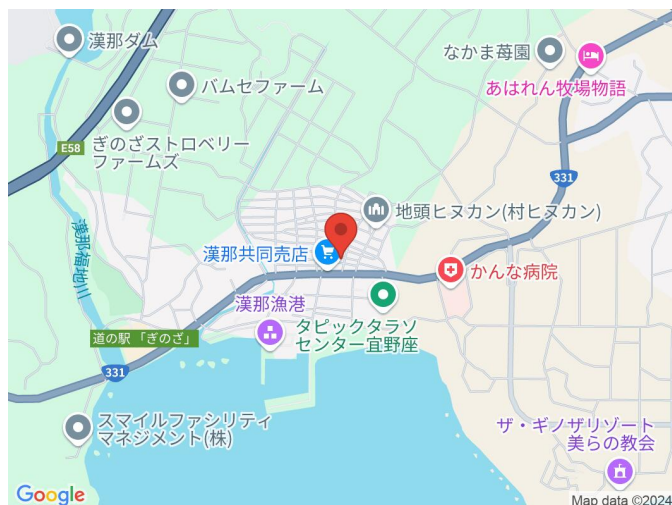 漢那ダム
なかま苺園
バムセファーム
あはれん牧場物語
ぎのざストロベリー
ファームズ
E58
331
地頭ヒヌカン(村ヒヌカン)
漢那福地川
漢那共同売店
かんな病院
漢那漁港
タピックタラソ
センター宜野座
道の駅 「ぎのざ」
331
スマイルファシリティ
マネジメント(株)
ザ・ギノザリゾート
美らの教会
Google
Map data ©2024